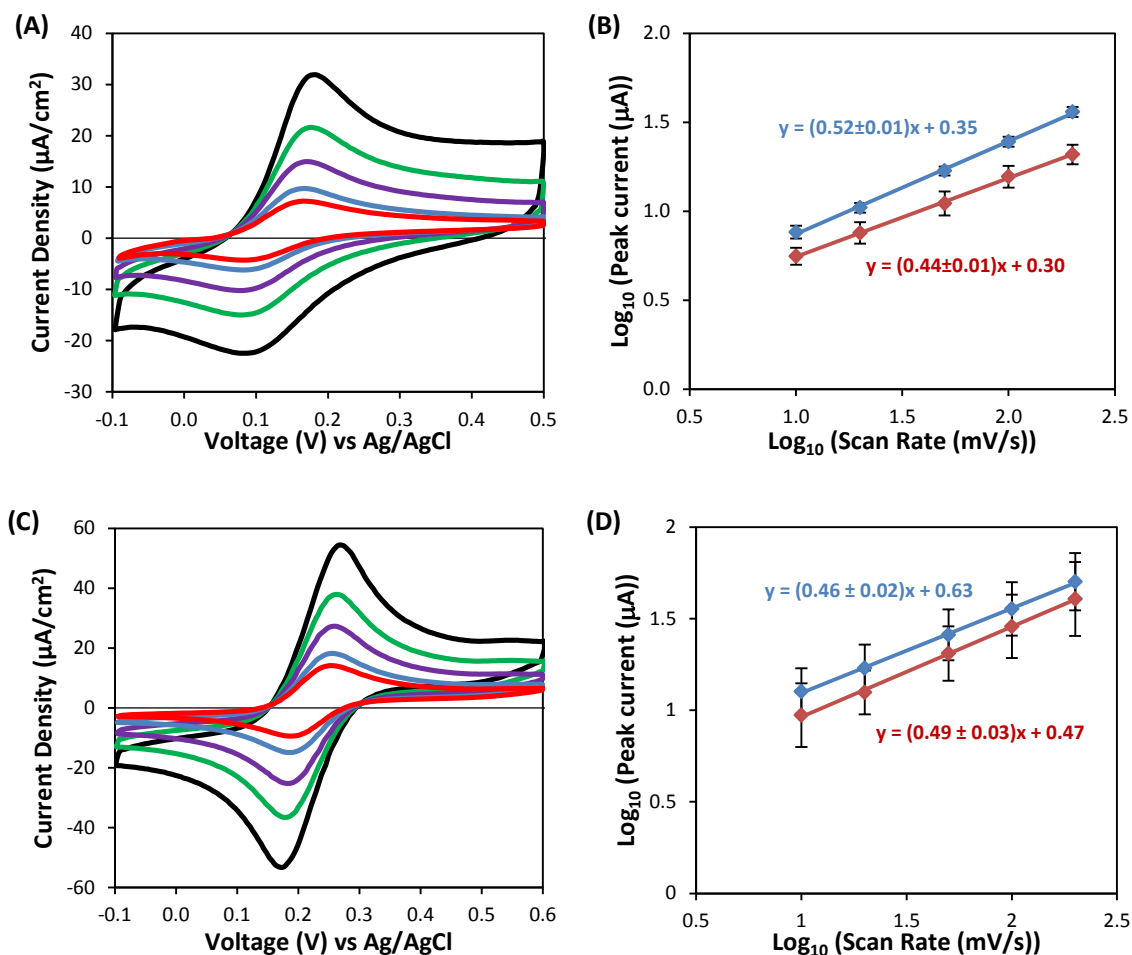 (A)
Current Density (µA/cm²)
40
30
20
10
0
-10
-20
-30
-0.1 0.0 0.1 0.2 0.3 0.4 0.5
Voltage (V) vs Ag/AgCl
(B)
Log₁₀ (Peak current (µA))
2.0
1.5
1.0
0.5
0.0
y = (0.52±0.01)x + 0.35
y = (0.44±0.01)x + 0.30
0.5 1.0 1.5 2.0 2.5
Log₁₀ (Scan Rate (mV/s))
(C)
Current Density (µA/cm²)
60
40
20
0
-20
-40
-60
-0.1 0.0 0.1 0.2 0.3 0.4 0.5 0.6
Voltage (V) vs Ag/AgCl
(D)
Log₁₀ (Peak current (µA))
2
1.5
1
0.5
0
y = (0.46 ± 0.02)x + 0.63
y = (0.49 ± 0.03)x + 0.47
0.5 1 1.5 2 2.5
Log₁₀ (Scan Rate (mV/s))